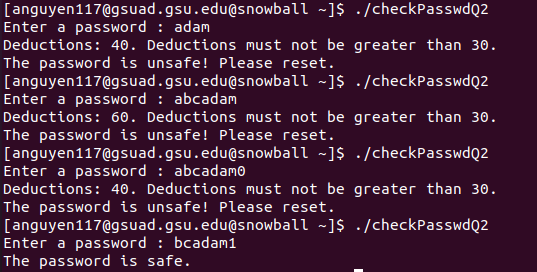 [anguyen117@gsuad.gsu.edu@snowball ~]$ ./checkPasswdQ2
Enter a password : adam
Deductions: 40. Deductions must not be greater than 30.
The password is unsafe! Please reset.
[anguyen117@gsuad.gsu.edu@snowball ~]$ ./checkPasswdQ2
Enter a password : abcadam
Deductions: 60. Deductions must not be greater than 30.
The password is unsafe! Please reset.
[anguyen117@gsuad.gsu.edu@snowball ~]$ ./checkPasswdQ2
Enter a password : abcadam0
Deductions: 40. Deductions must not be greater than 30.
The password is unsafe! Please reset.
[anguyen117@gsuad.gsu.edu@snowball ~]$ ./checkPasswdQ2
Enter a password : bcadam1
The password is safe.